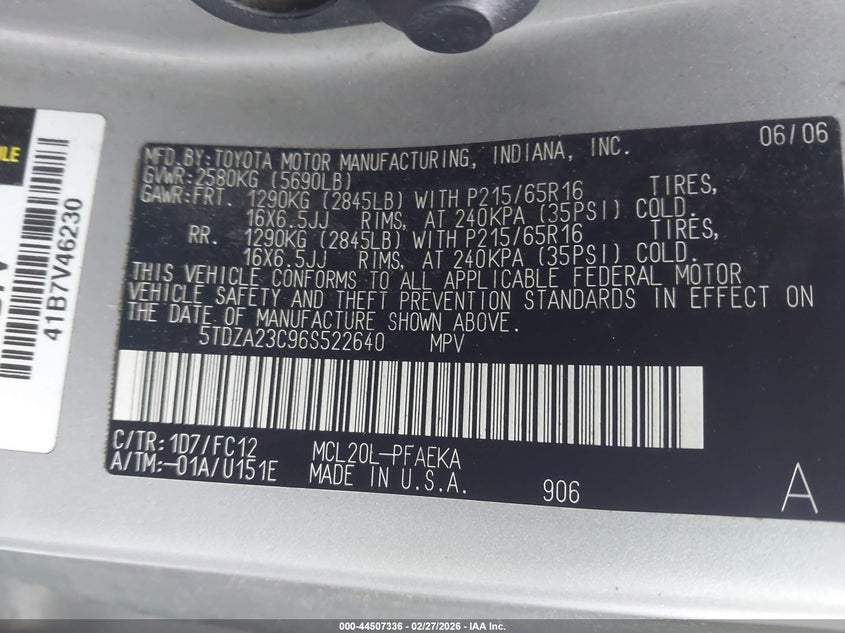 MFD. BY: TOYOTA MOTOR MANUFACTURING, INDIANA, INC. 06/06
GVWR: 2580KG (5690LB)
GAWR: FRT. 1290KG (2845LB) WITH P215/65R16 TIRES,
16X6.5JJ RIMS, AT 240KPA (35PSI) COLD.
RR. 1290KG (2845LB) WITH P215/65R16 TIRES,
16X6.5JJ RIMS, AT 240KPA (35PSI) COLD.
THIS VEHICLE CONFORMS TO ALL APPLICABLE FEDERAL MOTOR
VEHICLE SAFETY AND THEFT PREVENTION STANDARDS IN EFFECT ON
THE DATE OF MANUFACTURE SHOWN ABOVE.
5TDZA23C96S522640 MPV
C/TR: 1D7/FC12 MCL20L-PFAEKA
A/TM:-01A/U151E MADE IN U.S.A. 906 A
41B7V46230
000-44507336 - 02/27/2026 - IAA Inc.